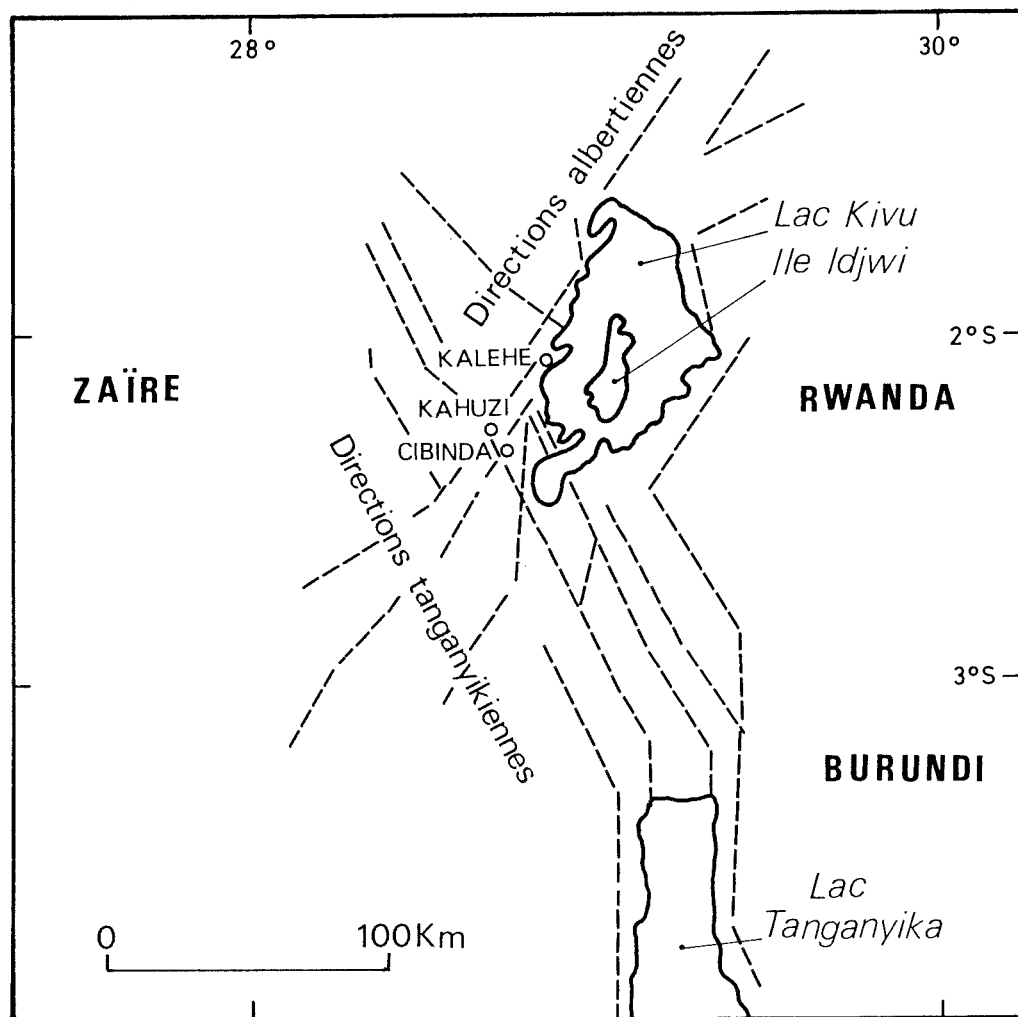 28°
30°
Directions albertiennes
Lac Kivu
Ile Idjwi
2°S
KALEHE
ZAÏRE
RWANDA
KAHUZI
CIBINDA
Directions tanganyikiennes
3°S
BURUNDI
Lac
Tanganyika
0
100Km